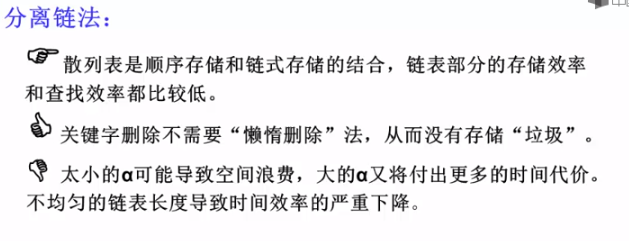 分离链法：
散列表是顺序存储和链式存储的结合，链表部分的存储效率
和查找效率都比较低。
关键字删除不需要“懒惰删除”法，从而没有存储“垃圾”。
太小的α可能导致空间浪费，大的α又将付出更多的时间代价。
不均匀的链表长度导致时间效率的严重下降。